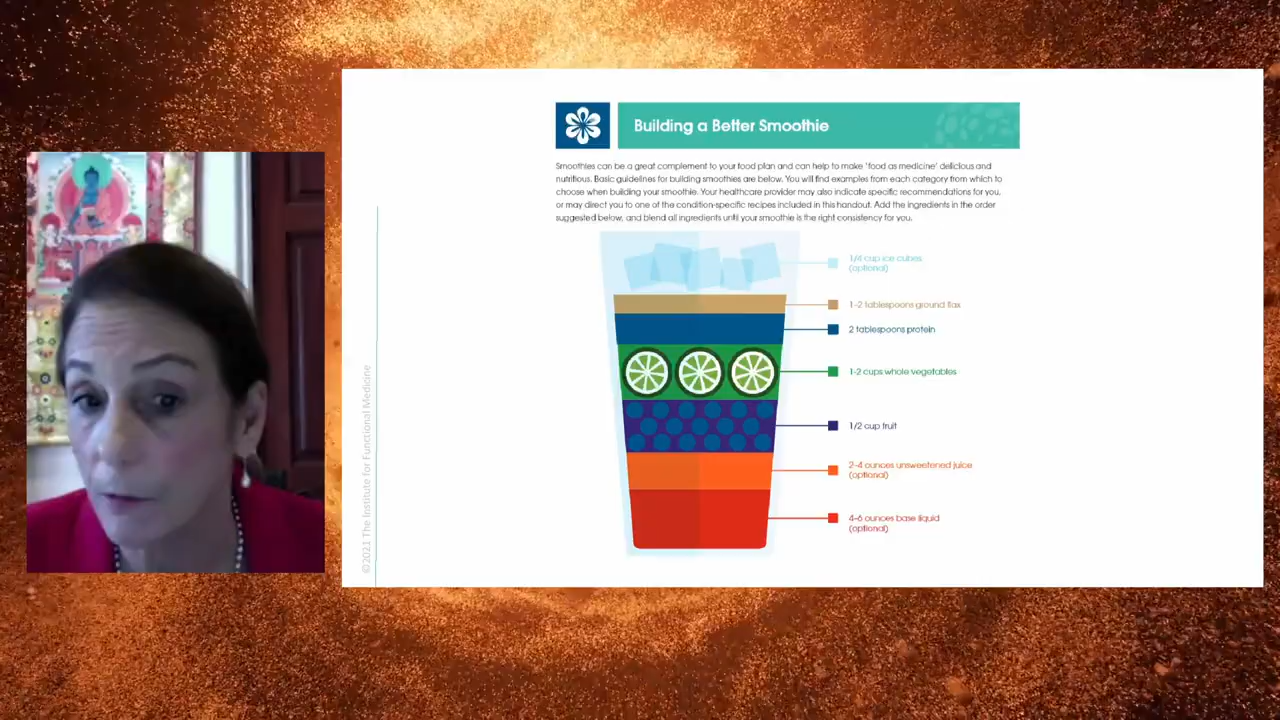 Building a Better Smoothie
Smoothies can be a great complement to your food plan and can help to make 'food as medicine' delicious and
nutritious. Basic guidelines for building smoothies are below. You will find examples from each category from which to
choose when building your smoothie. Your healthcare provider may also indicate specific recommendations for you,
or may direct you to one of the condition-specific recipes included in this handout. Add the ingredients in the order
suggested below, and blend all ingredients until your smoothie is the right consistency for you.
1/4 cup ice cubes
(optional)
1-2 tablespoons ground flax
2 tablespoons protein
1-2 cups whole vegetables
1/2 cup fruit
2-4 ounces unsweetened juice
(optional)
4-6 ounces base liquid
(optional)
©2021 The Institute for Functional Medicine